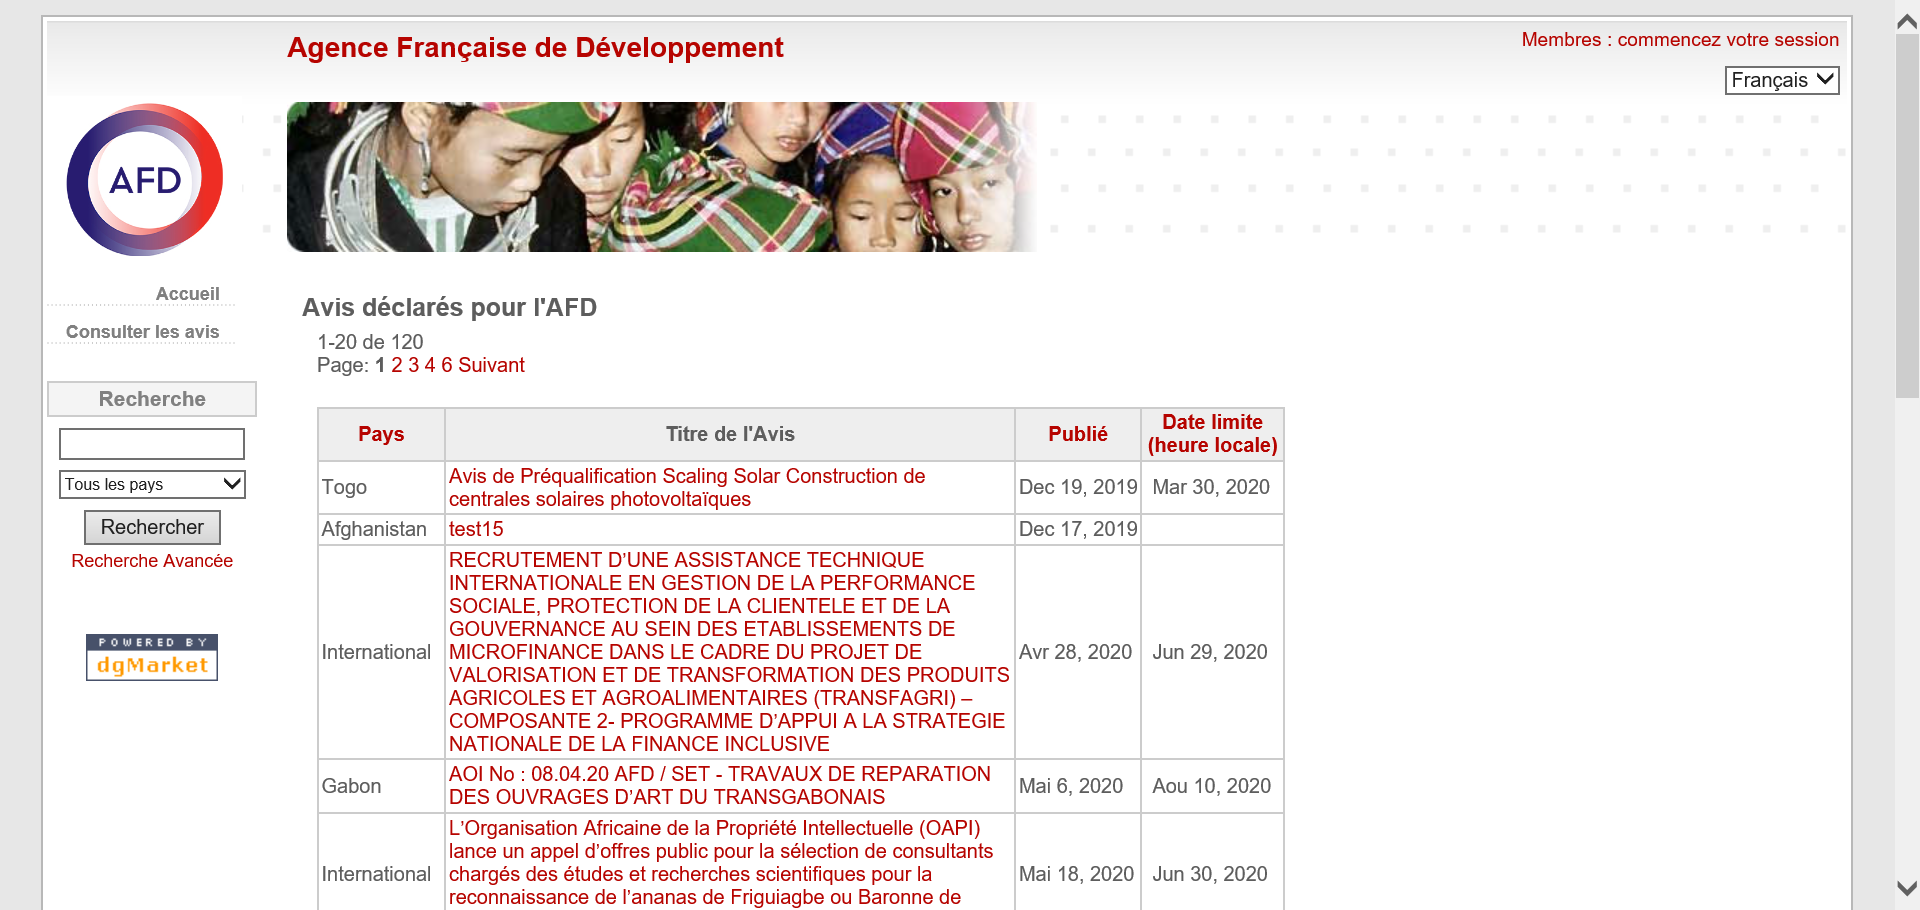 Agence Française de Développement
Membres : commencez votre session
Français
AFD
Accueil
Consulter les avis
Recherche
Tous les pays
Rechercher
Recherche Avancée
POWERED BY
dgMarket
Avis déclarés pour l'AFD
1-20 de 120
Page: 1 2 3 4 6 Suivant
Pays
Titre de l'Avis
Publié
Date limite
(heure locale)
Togo
Avis de Préqualification Scaling Solar Construction de
centrales solaires photovoltaïques
Dec 19, 2019
Mar 30, 2020
Afghanistan
test15
Dec 17, 2019
International
RECRUTEMENT D’UNE ASSISTANCE TECHNIQUE
INTERNATIONALE EN GESTION DE LA PERFORMANCE
SOCIALE, PROTECTION DE LA CLIENTELE ET DE LA
GOUVERNANCE AU SEIN DES ETABLISSEMENTS DE
MICROFINANCE DANS LE CADRE DU PROJET DE
VALORISATION ET DE TRANSFORMATION DES PRODUITS
AGRICOLES ET AGROALIMENTAIRES (TRANSFAGRI) –
COMPOSANTE 2- PROGRAMME D’APPUI A LA STRATEGIE
NATIONALE DE LA FINANCE INCLUSIVE
Avr 28, 2020
Jun 29, 2020
Gabon
AOI No : 08.04.20 AFD / SET - TRAVAUX DE REPARATION
DES OUVRAGES D’ART DU TRANSGABONAIS
Mai 6, 2020
Aou 10, 2020
International
L’Organisation Africaine de la Propriété Intellectuelle (OAPI)
lance un appel d’offres public pour la sélection de consultants
chargés des études et recherches scientifiques pour la
reconnaissance de l’ananas de Friguiagbe ou Baronne de
Mai 18, 2020
Jun 30, 2020